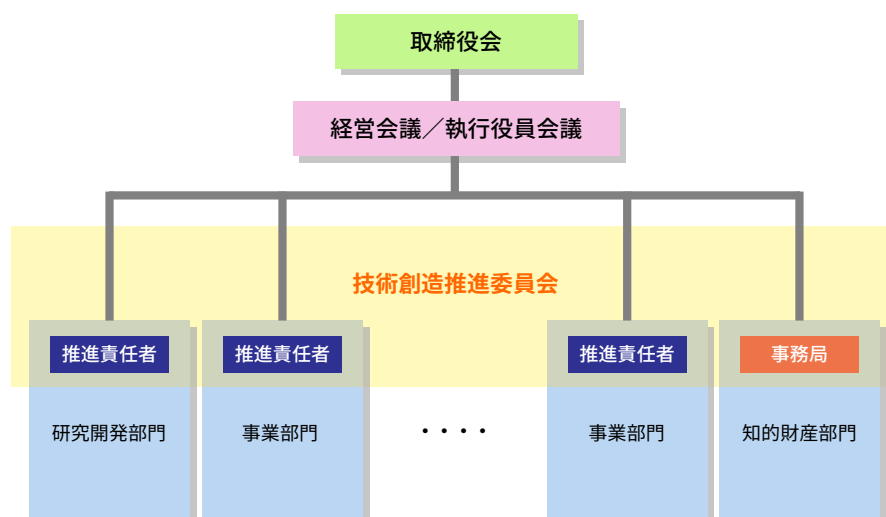 取締役会
経営会議／執行役員会議
技術創造推進委員会
推進責任者
推進責任者
推進責任者
事務局
研究開発部門
事業部門
・・・・
事業部門
知的財産部門